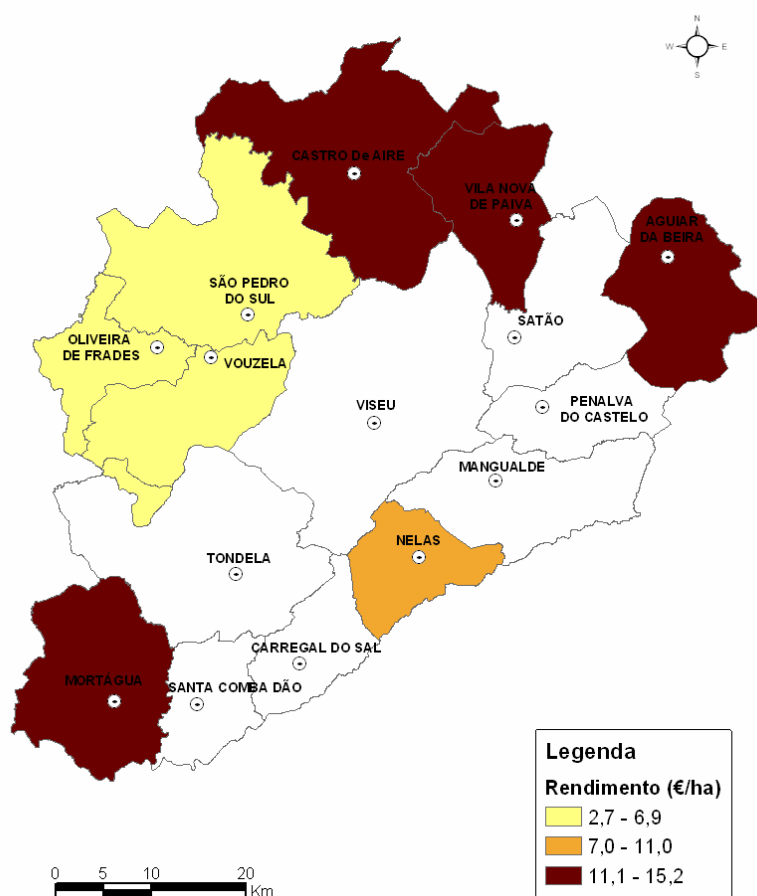 N
W E
S
CASTRO De AIRE
VILA NOVA
DE PAIVA
AGUIAR
DA BEIRA
SÃO PEDRO
DO SUL
SATÃO
OLIVEIRA
DE FRADES
VOUZELA
PENALVA
DO CASTELO
VISEU
MANGUALDE
NELAS
TONDELA
CARREGAL DO SAL
MORTÁGUA
SANTA COMBA DÃO
Legenda
Rendimento (€/ha)
2,7 - 6,9
7,0 - 11,0
11,1 - 15,2
0 5 10 20
Km